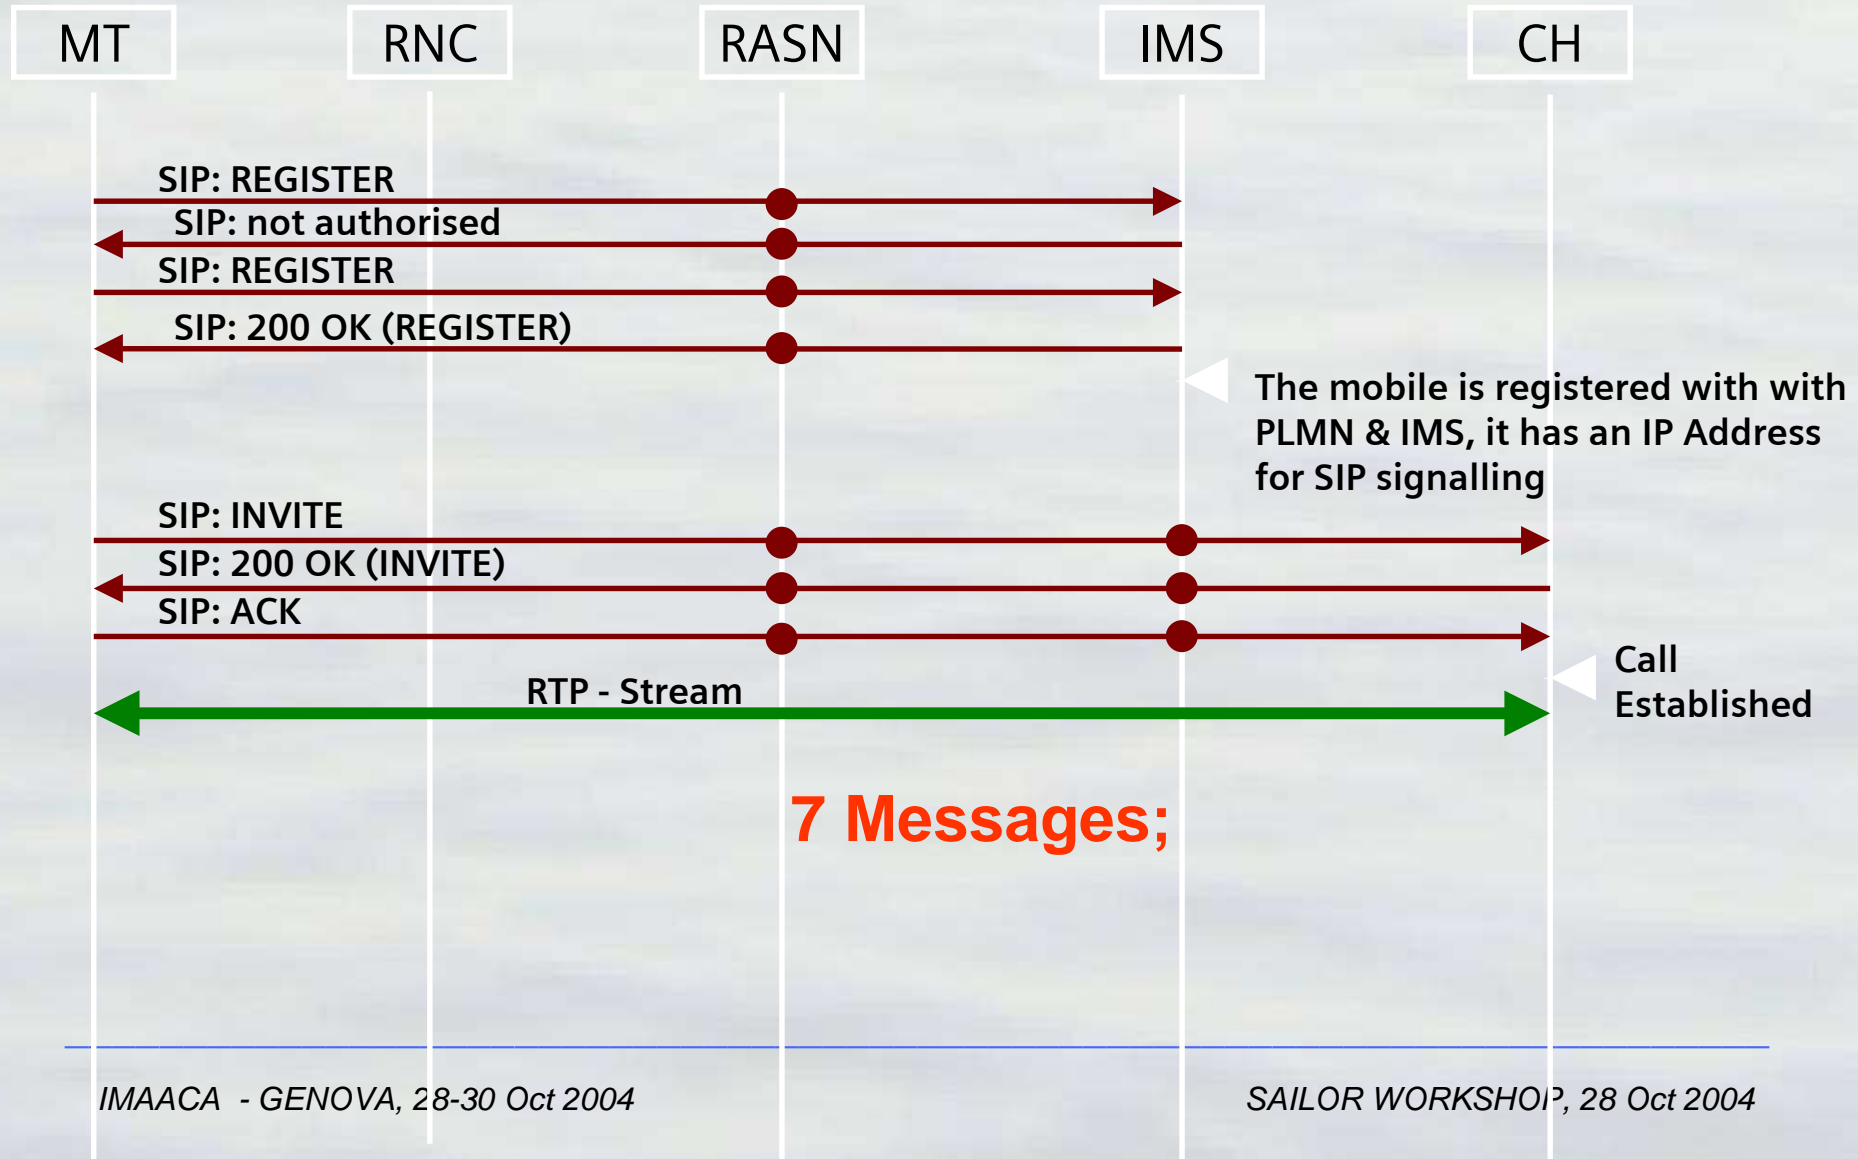 MT
RNC
RASN
IMS
CH
SIP: REGISTER
SIP: not authorised
SIP: REGISTER
SIP: 200 OK (REGISTER)
The mobile is registered with with
PLMN & IMS, it has an IP Address
for SIP signalling
SIP: INVITE
SIP: 200 OK (INVITE)
SIP: ACK
Call
Established
RTP - Stream
7 Messages;
IMAACA - GENOVA, 28-30 Oct 2004
SAILOR WORKSHOP, 28 Oct 2004